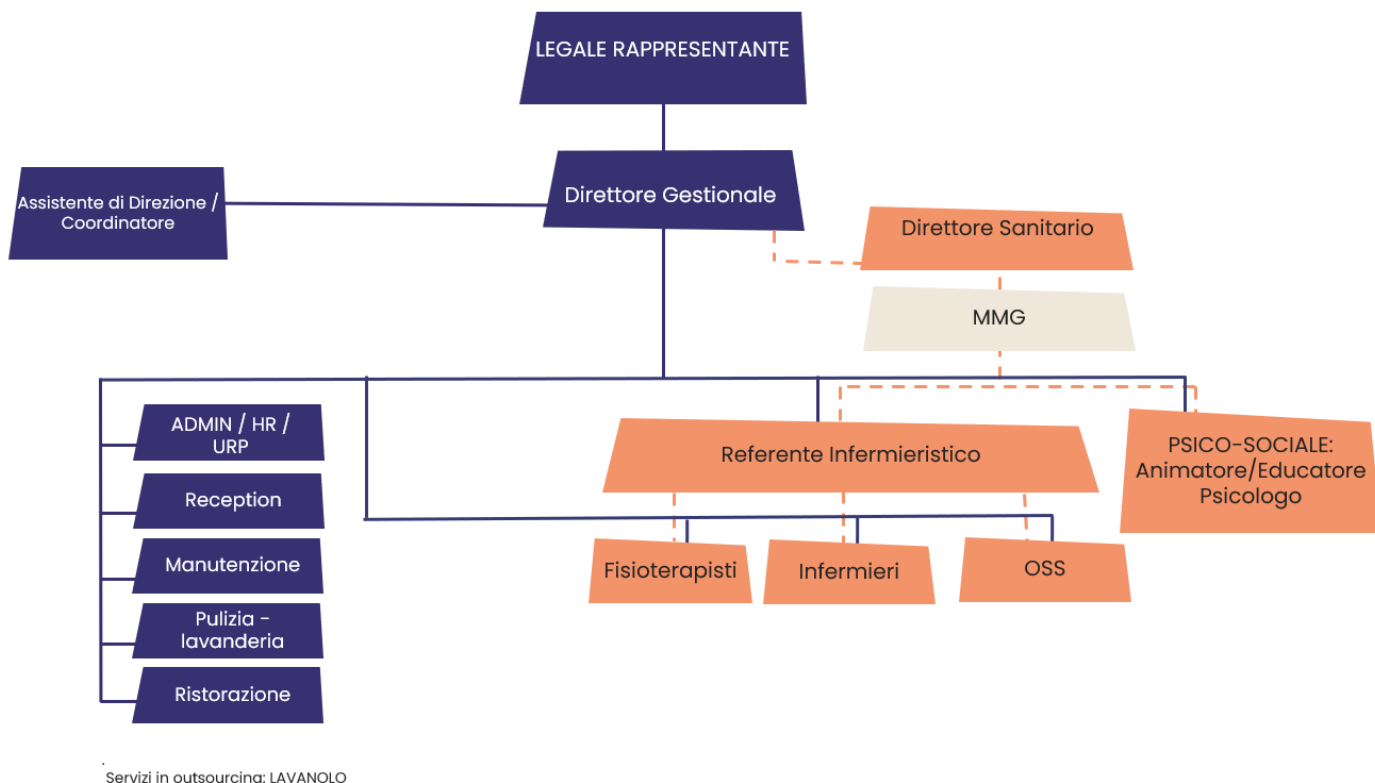 LEGALE RAPPRESENTANTE
Direttore Gestionale
Assistente di Direzione /
Coordinatore
Direttore Sanitario
MMG
ADMIN / HR /
URP
Reception
Manutenzione
Pulizia -
lavanderia
Ristorazione
Referente Infermieristico
PSICO-SOCIALE:
Animatore/Educatore
Psicologo
Fisioterapisti
Infermieri
OSS
.
Servizi in outsourcing: LAVANOLO